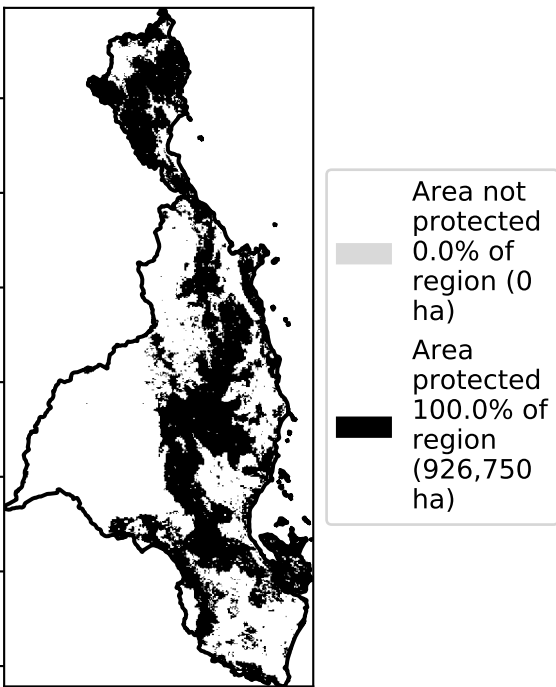 Area not
protected
0.0% of
region (0
ha)
Area
protected
100.0% of
region
(926,750
ha)